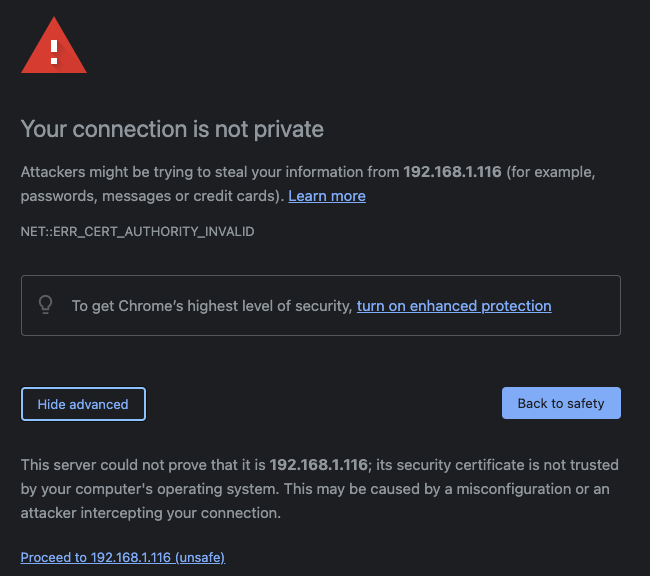 Your connection is not private
Attackers might be trying to steal your information from 192.168.1.116 (for example,
passwords, messages or credit cards). Learn more
NET::ERR_CERT_AUTHORITY_INVALID
To get Chrome’s highest level of security, turn on enhanced protection
Hide advanced
Back to safety
This server could not prove that it is 192.168.1.116; its security certificate is not trusted
by your computer's operating system. This may be caused by a misconfiguration or an
attacker intercepting your connection.
Proceed to 192.168.1.116 (unsafe)